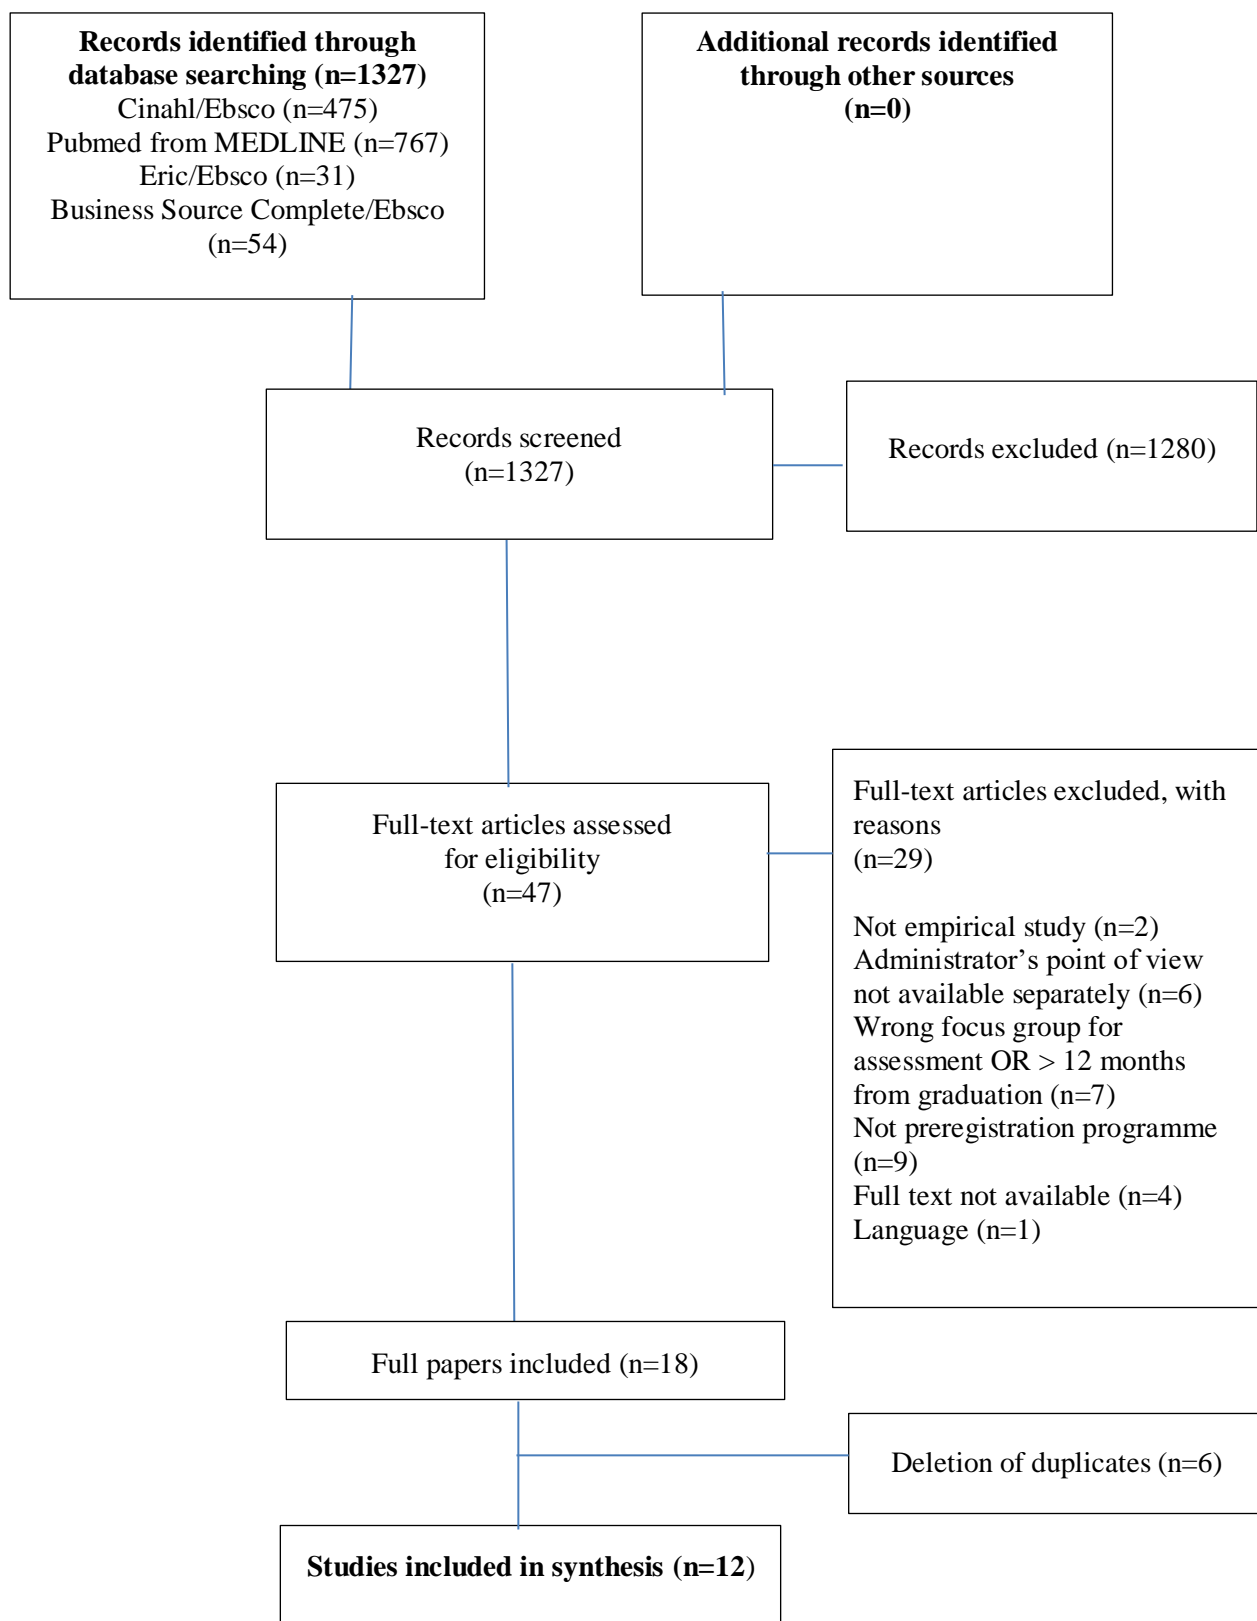 Records identified through
database searching (n=1327)
Cinahl/Ebsco (n=475)
Pubmed from MEDLINE (n=767)
Eric/Ebsco (n=31)
Business Source Complete/Ebsco
(n=54)
Additional records identified
through other sources
(n=0)
Records screened
(n=1327)
Records excluded (n=1280)
Full-text articles assessed
for eligibility
(n=47)
Full-text articles excluded, with
reasons
(n=29)
Not empirical study (n=2)
Administrator’s point of view
not available separately (n=6)
Wrong focus group for
assessment OR > 12 months
from graduation (n=7)
Not preregistration programme
(n=9)
Full text not available (n=4)
Language (n=1)
Full papers included (n=18)
Deletion of duplicates (n=6)
Studies included in synthesis (n=12)